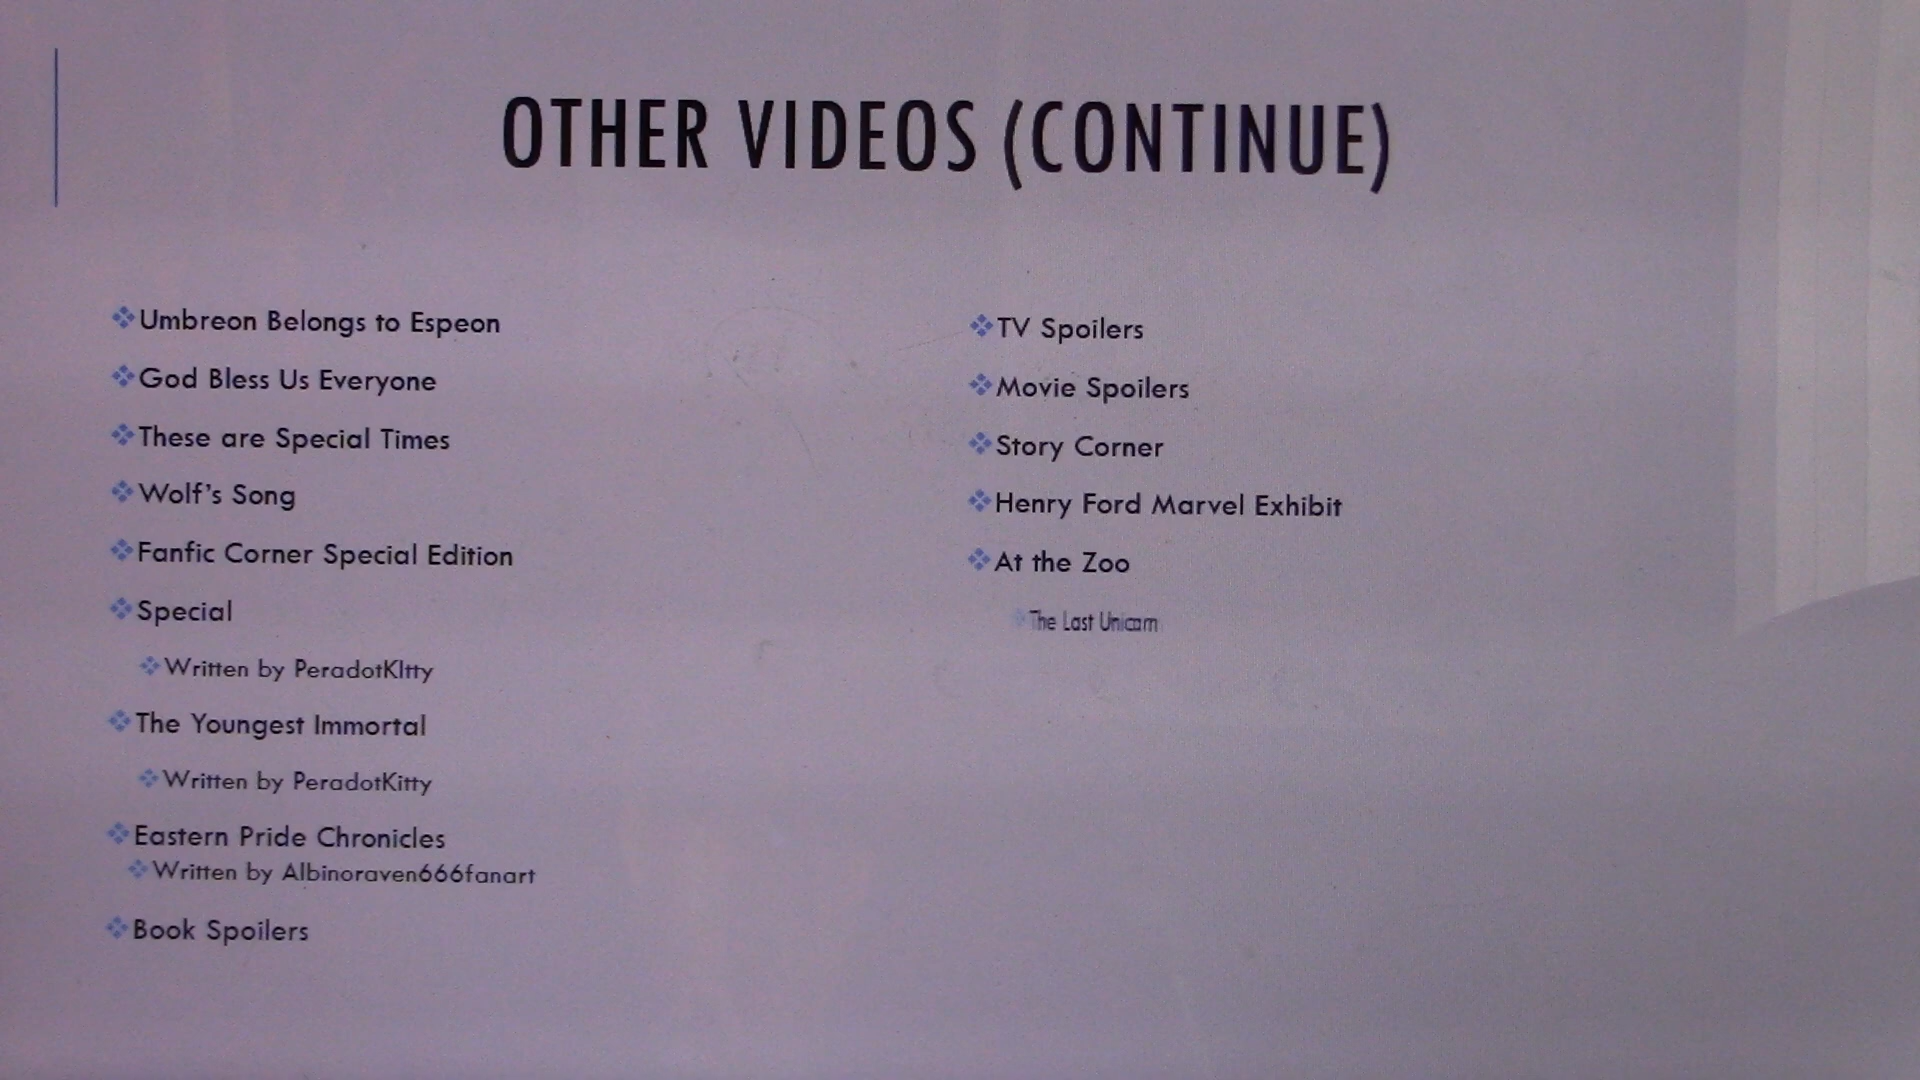 OTHER VIDEOS (CONTINUE)
Umbreon Belongs to Espeon
God Bless Us Everyone
These are Special Times
Wolf's Song
Fanfic Corner Special Edition
Special
Written by PeradotKItty
The Youngest Immortal
Written by PeradotKitty
Eastern Pride Chronicles
Written by Albinoraven666fanart
Book Spoilers
TV Spoilers
Movie Spoilers
Story Corner
Henry Ford Marvel Exhibit
At the Zoo
The Last Unicorn